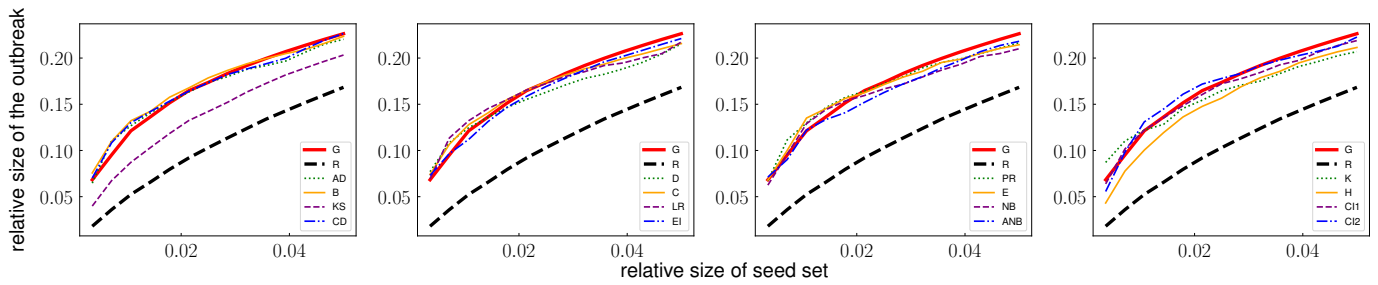 relative size of the outbreak
0.20
0.15
0.10
0.05
0.02
0.04
G
R
AD
B
KS
CD
0.20
0.15
0.10
0.05
0.02
0.04
G
R
D
C
LR
EI
0.20
0.15
0.10
0.05
0.02
0.04
G
R
PR
E
NB
ANB
0.20
0.15
0.10
0.05
0.02
0.04
G
R
K
H
CI1
CI2
relative size of seed set